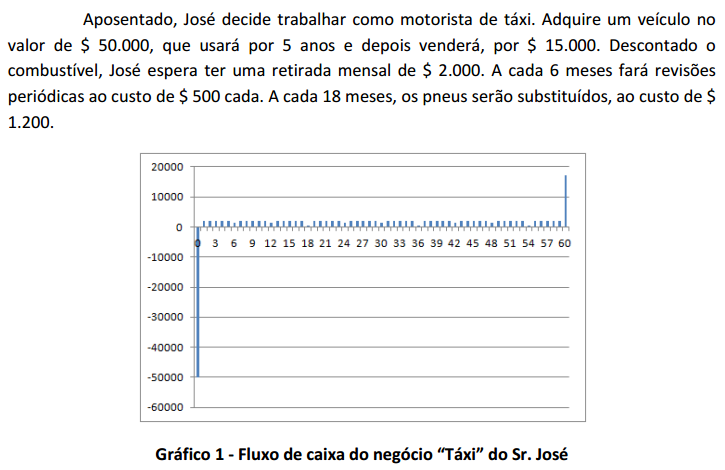 Aposentado, José decide trabalhar como motorista de táxi. Adquire um veículo no
valor de $ 50.000, que usará por 5 anos e depois venderá, por $ 15.000. Descontado o
combustível, José espera ter uma retirada mensal de $ 2.000. A cada 6 meses fará revisões
periódicas ao custo de $ 500 cada. A cada 18 meses, os pneus serão substituídos, ao custo de $
1.200.
20000
10000
0
0 3 6 9 12 15 18 21 24 27 30 33 36 39 42 45 48 51 54 57 60
-10000
-20000
-30000
-40000
-50000
-60000
Gráfico 1 - Fluxo de caixa do negócio “Táxi” do Sr. José